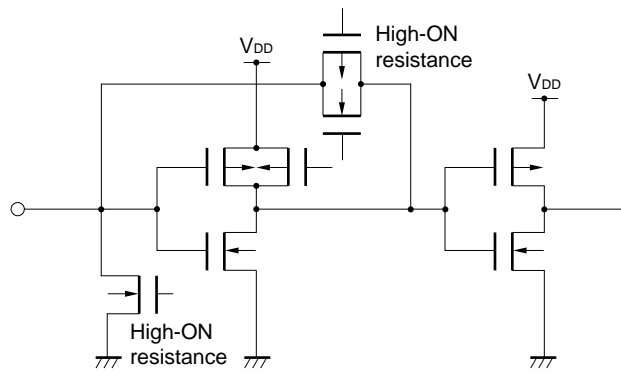 High-ON
resistance
VDD
VDD
High-ON
resistance